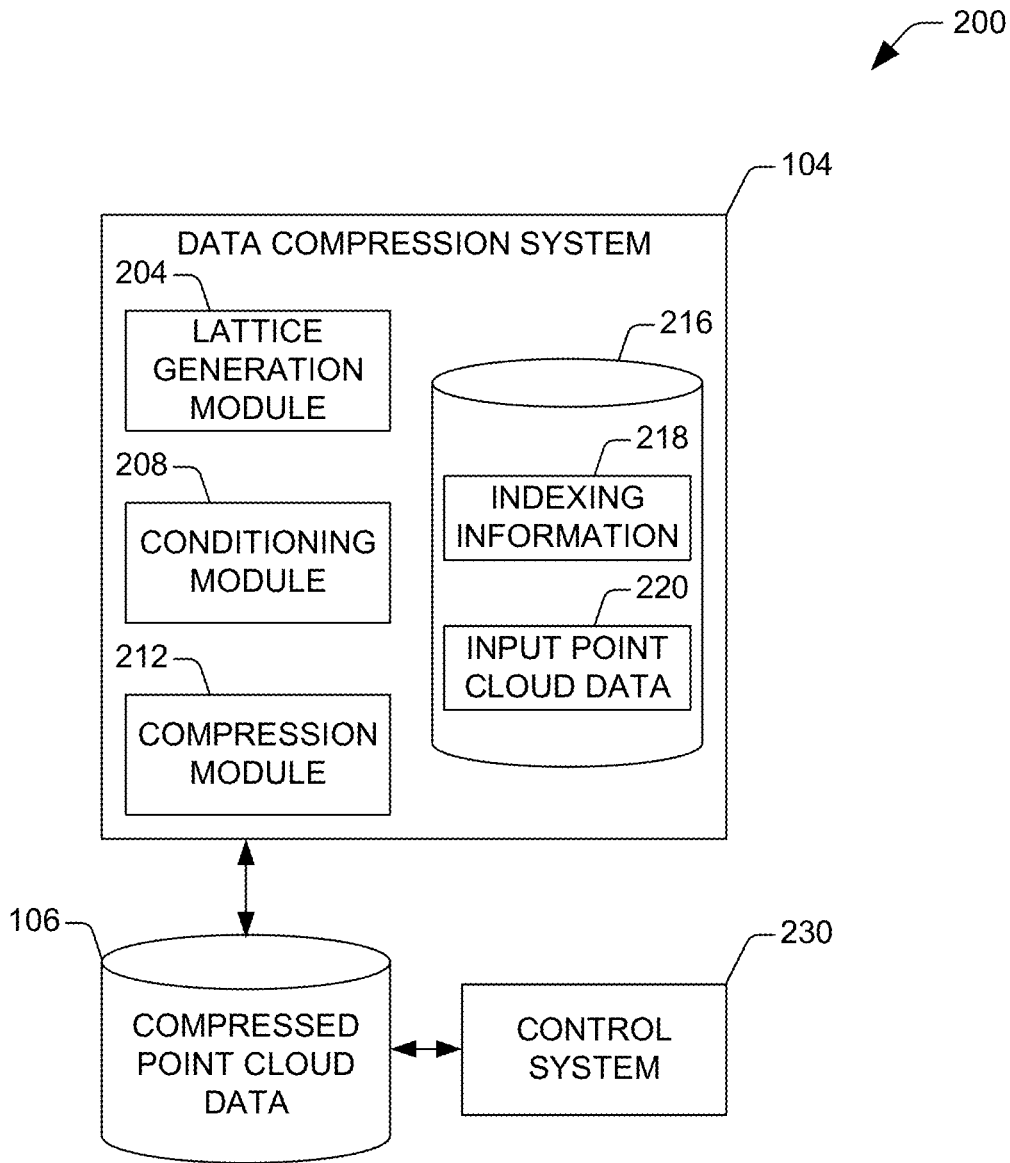 200
104
DATA COMPRESSION SYSTEM
204
LATTICE
GENERATION
MODULE
216
208
CONDITIONING
MODULE
218
INDEXING
INFORMATION
220
INPUT POINT
CLOUD DATA
212
COMPRESSION
MODULE
106
COMPRESSED
POINT CLOUD
DATA
230
CONTROL
SYSTEM